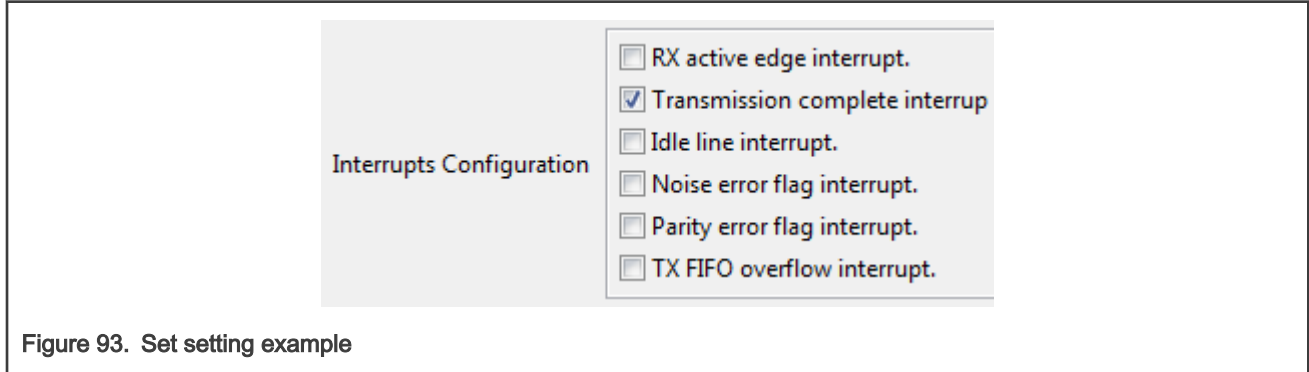 RX active edge interrupt.
Transmission complete interrup
Idle line interrupt.
Interrupts Configuration
Noise error flag interrupt.
Parity error flag interrupt.
TX FIFO overflow interrupt.
Figure 93. Set setting example